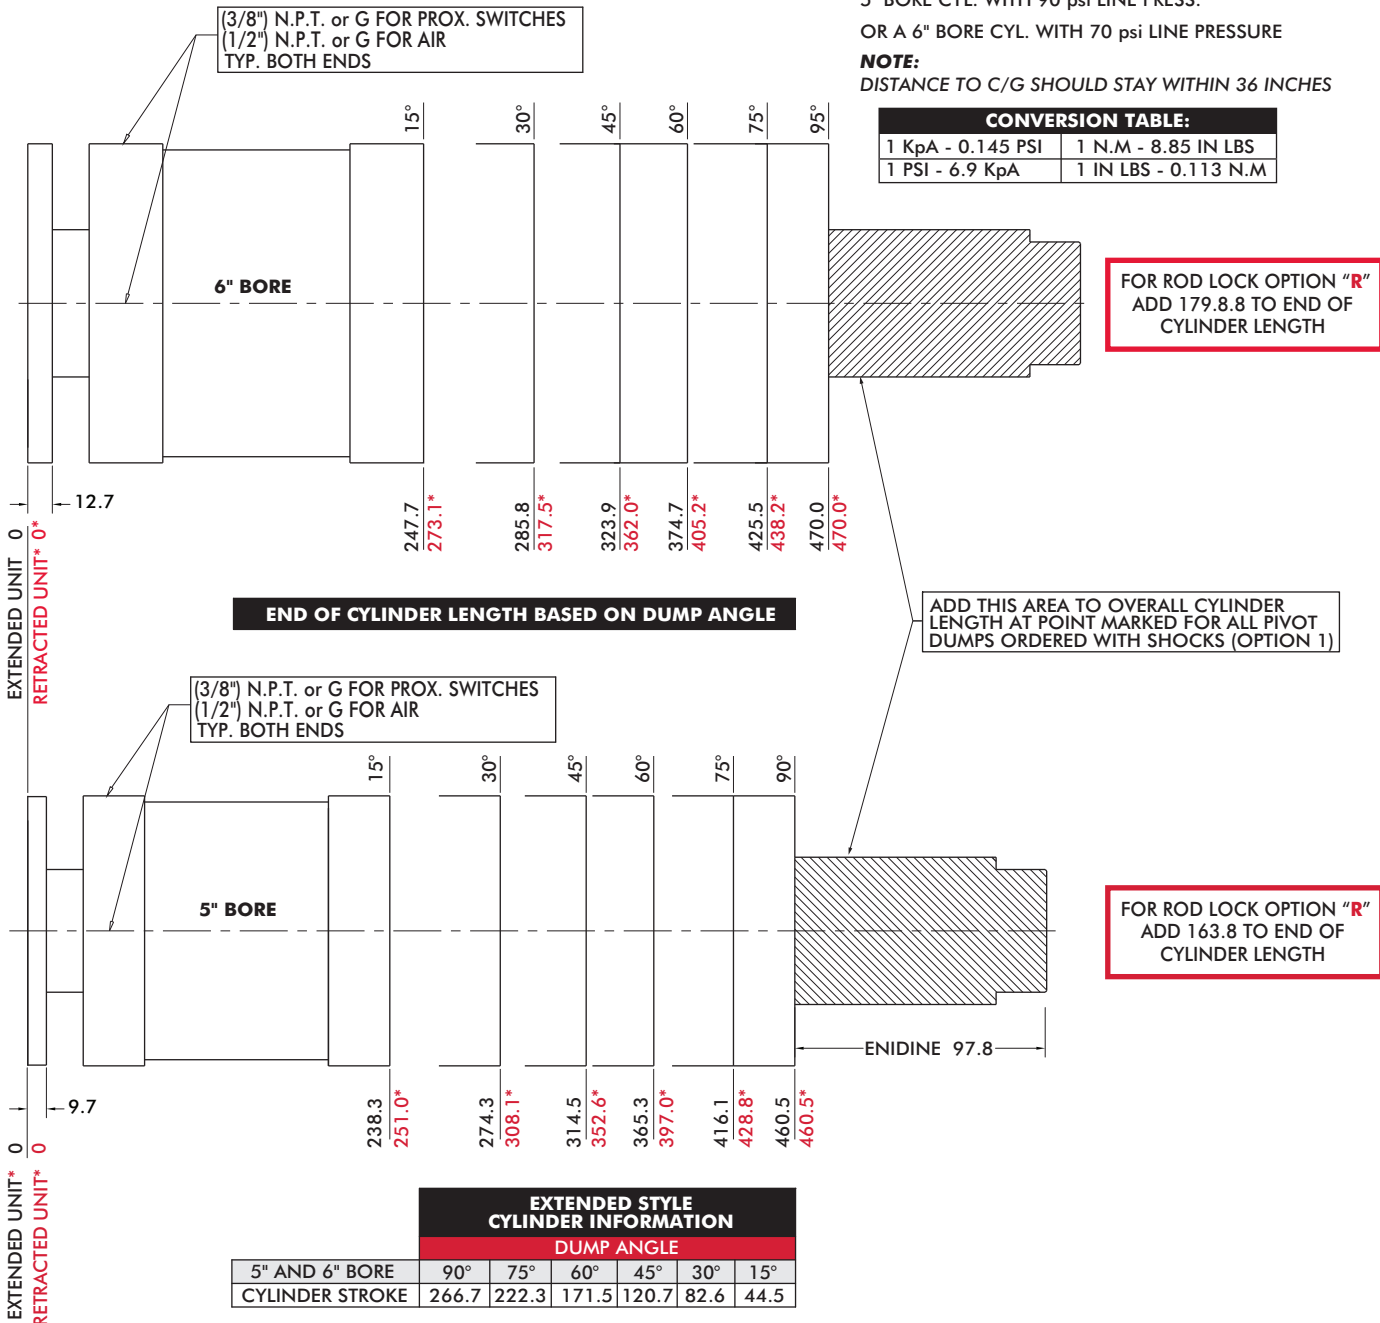 5" BORE CYL. WITH 90 psi LINE PRESS.
OR A 6" BORE CYL. WITH 70 psi LINE PRESSURE
NOTE:
DISTANCE TO C/G SHOULD STAY WITHIN 36 INCHES
CONVERSION TABLE:
1 KpA - 0.145 PSI 1 N.M - 8.85 IN LBS
1 PSI - 6.9 KpA 1 IN LBS - 0.113 N.M
(3/8") N.P.T. or G FOR PROX. SWITCHES
(1/2") N.P.T. or G FOR AIR
TYP. BOTH ENDS
15° 30° 45° 60° 75° 95°
6" BORE
FOR ROD LOCK OPTION "R"
ADD 179.8.8 TO END OF
CYLINDER LENGTH
12.7
EXTENDED UNIT 0
RETRACTED UNIT* 0*
247.7 285.8 323.9 374.7 425.5 470.0
273.1* 317.5* 362.0* 405.2* 438.2* 470.0*
END OF CYLINDER LENGTH BASED ON DUMP ANGLE
ADD THIS AREA TO OVERALL CYLINDER
LENGTH AT POINT MARKED FOR ALL PIVOT
DUMPS ORDERED WITH SHOCKS (OPTION 1)
(3/8") N.P.T. or G FOR PROX. SWITCHES
(1/2") N.P.T. or G FOR AIR
TYP. BOTH ENDS
15° 30° 45° 60° 75° 90°
5" BORE
FOR ROD LOCK OPTION "R"
ADD 163.8 TO END OF
CYLINDER LENGTH
ENIDINE 97.8
9.7
EXTENDED UNIT* 0
RETRACTED UNIT* 0
238.3 274.3 314.5 365.3 416.1 460.5
251.0* 308.1* 352.6* 397.0* 428.8* 460.5*
EXTENDED STYLE
CYLINDER INFORMATION
DUMP ANGLE
5" AND 6" BORE 90° 75° 60° 45° 30° 15°
CYLINDER STROKE 266.7 222.3 171.5 120.7 82.6 44.5